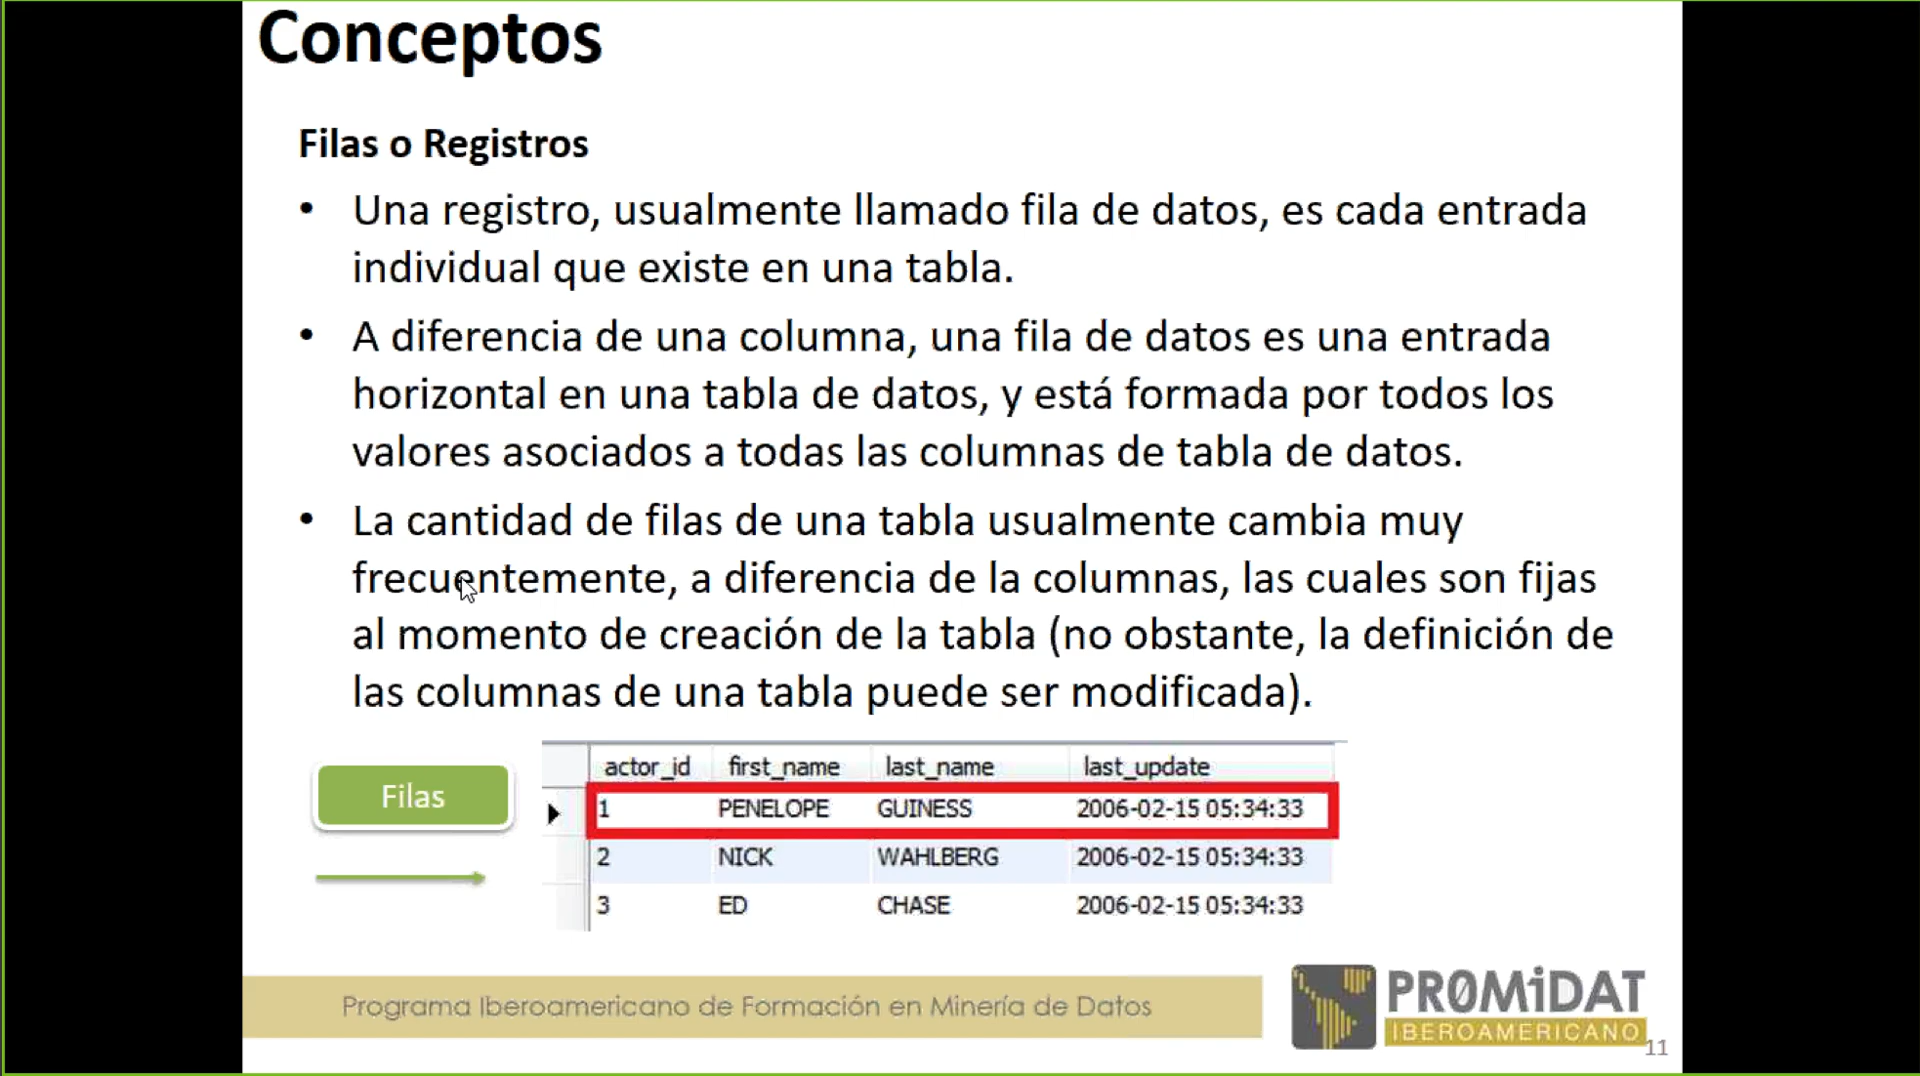 Conceptos
Filas o Registros
• Una registro, usualmente llamado fila de datos, es cada entrada
individual que existe en una tabla.
• A diferencia de una columna, una fila de datos es una entrada
horizontal en una tabla de datos, y está formada por todos los
valores asociados a todas las columnas de tabla de datos.
• La cantidad de filas de una tabla usualmente cambia muy
frecuentemente, a diferencia de la columnas, las cuales son fijas
al momento de creación de la tabla (no obstante, la definición de
las columnas de una tabla puede ser modificada).
Filas
actor_id first_name last_name last_update
1 PENELOPE GUINESS 2006-02-15 05:34:33
2 NICK WAHLBERG 2006-02-15 05:34:33
3 ED CHASE 2006-02-15 05:34:33
Programa Iberoamericano de Formación en Minería de Datos
PR0MiDAT
IBEROAMERICANO
11